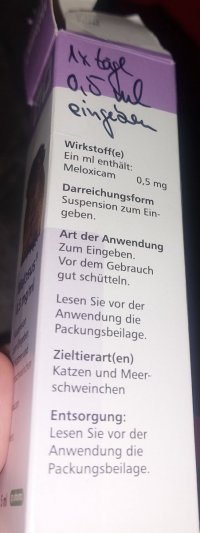 1x tägl
0,5 ml
eingeben
Wirkstoff(e)
Ein ml enthält:
Meloxicam 0,5 mg
Darreichungsform
Suspension zum Ein-
geben.
Art der Anwendung
Zum Eingeben.
Vor dem Gebrauch
gut schütteln.
Lesen Sie vor der
Anwendung die
Packungsbeilage.
Zieltierart(en)
Katzen und Meer-
schweinchen
Entsorgung:
Lesen Sie vor der
Anwendung die
Packungsbeilage.